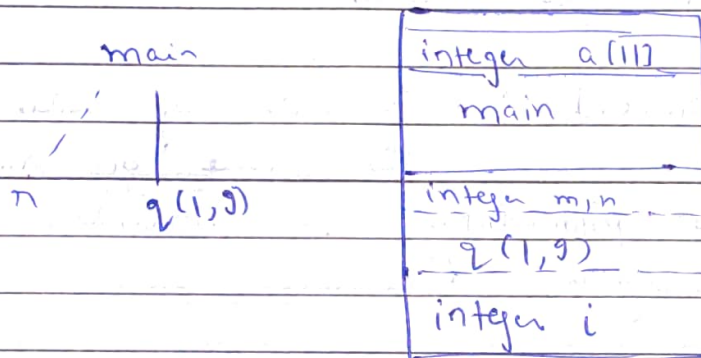 main
r
q(1,9)
integer a[11]
main
integer m,n
q(1,9)
integer i